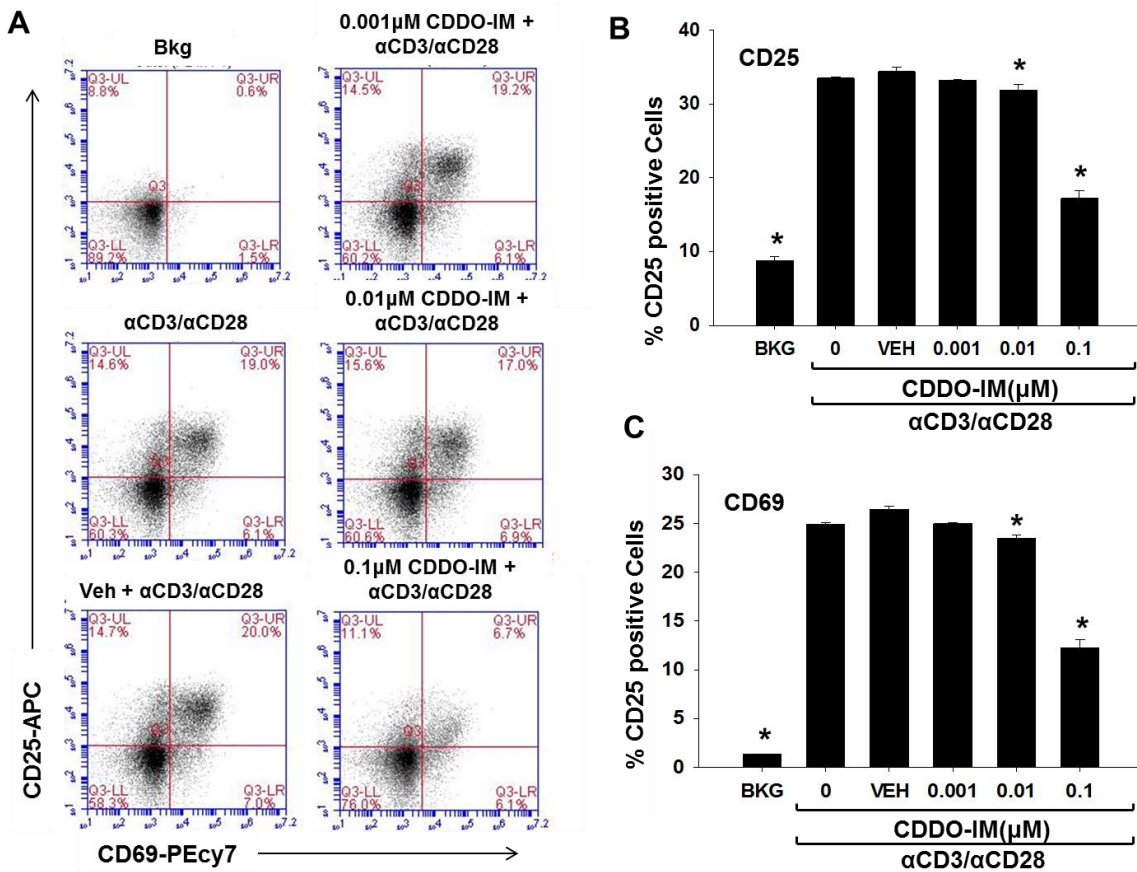 A
Bkg
Q3-UL
8.8%
Q3-UR
0.6%
Q3
Q3-LL
89.2%
Q3-LR
1.5%
0.001µM CDDO-IM +
αCD3/αCD28
Q3-UL
14.5%
Q3-UR
19.2%
Q3
Q3-LL
60.2%
Q3-LR
6.1%
αCD3/αCD28
Q3-UL
14.6%
Q3-UR
19.0%
Q3-LL
60.3%
Q3-LR
6.1%
0.01µM CDDO-IM +
αCD3/αCD28
Q3-UL
15.6%
Q3-UR
17.0%
Q3-LL
60.6%
Q3-LR
6.9%
Veh + αCD3/αCD28
Q3-UL
14.7%
Q3-UR
20.0%
Q3-LL
58.3%
Q3-LR
7.0%
0.1µM CDDO-IM +
αCD3/αCD28
Q3-UL
11.1%
Q3-UR
6.7%
Q3
Q3-LL
76.0%
Q3-LR
6.1%
CD25-APC
CD69-PEcy7
B
CD25
% CD25 positive Cells
40
30
20
10
0
*
*
*
BKG 0 VEH 0.001 0.01 0.1
CDDO-IM(µM)
αCD3/αCD28
C
CD69
% CD25 positive Cells
30
25
20
15
10
5
0
*
*
*
BKG 0 VEH 0.001 0.01 0.1
CDDO-IM(µM)
αCD3/αCD28